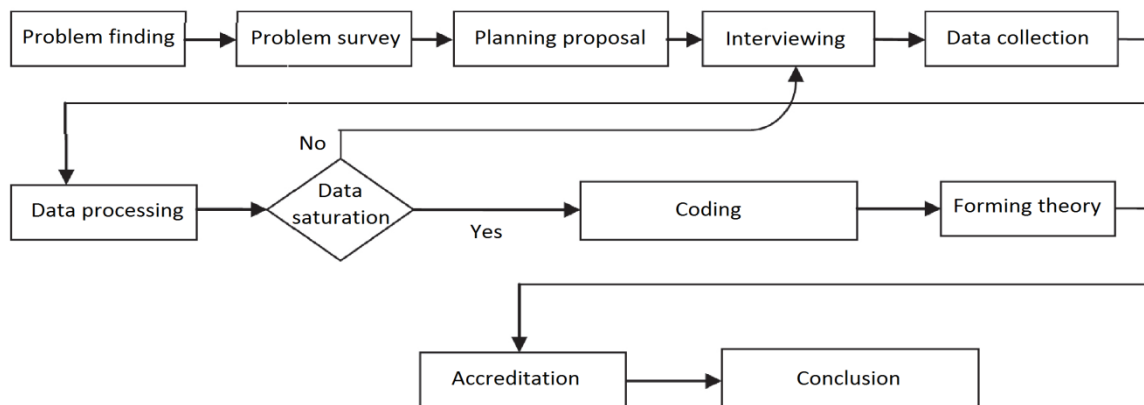 Problem finding
Problem survey
Planning proposal
Interviewing
Data collection
No
Data processing
Data
saturation
Yes
Coding
Forming theory
Accreditation
Conclusion